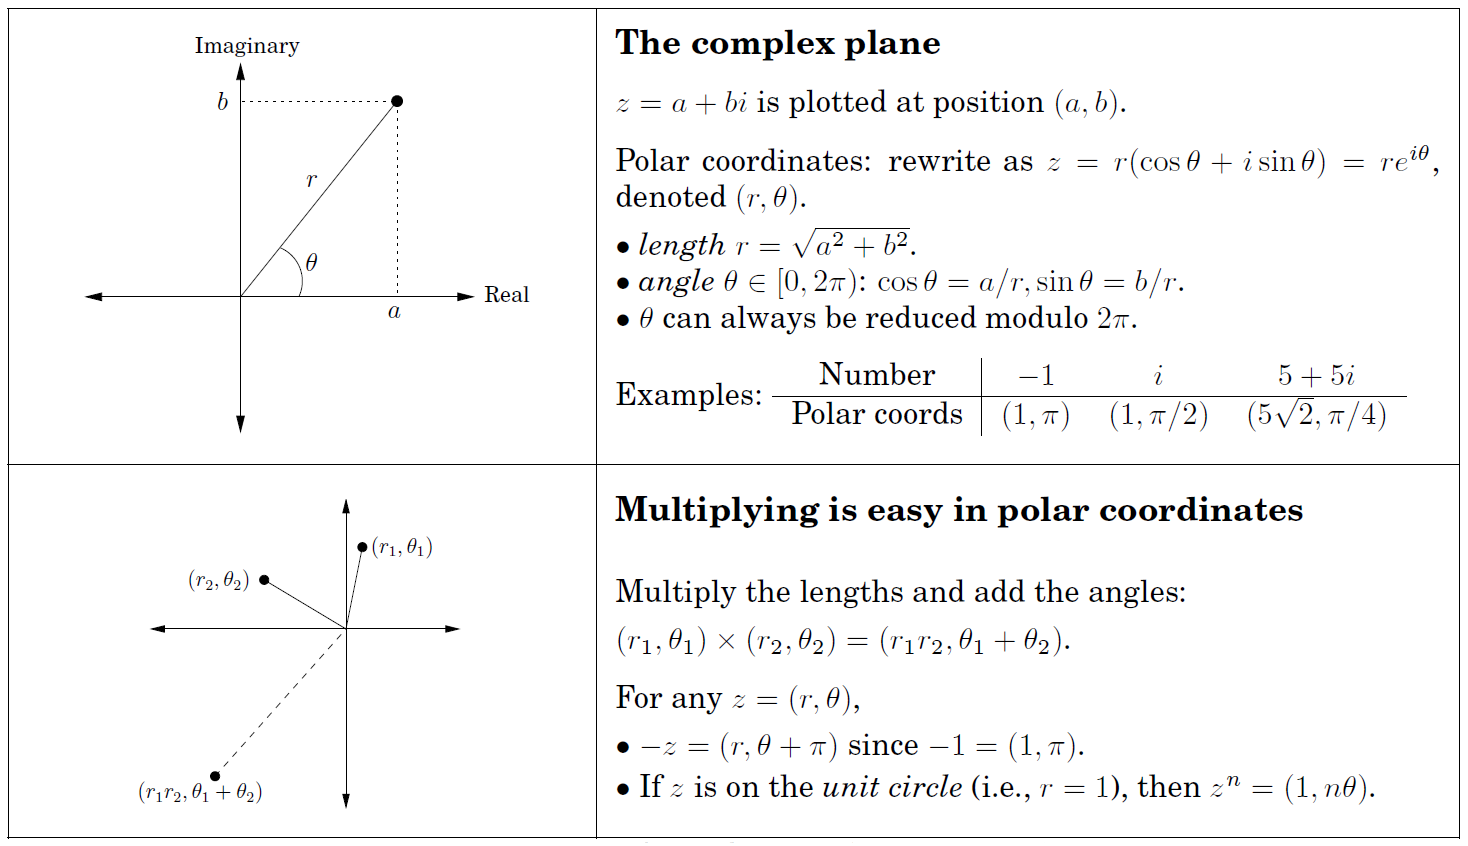 Imaginary
b
r
θ
Real
a
The complex plane
z = a + bi is plotted at position (a, b).
Polar coordinates: rewrite as z = r(cos θ + i sin θ) = re^{iθ},
denoted (r, θ).
• length r = √(a² + b²).
• angle θ ∈ [0, 2π): cos θ = a/r, sin θ = b/r.
• θ can always be reduced modulo 2π.
Examples:
Number −1 i 5 + 5i
Polar coords (1, π) (1, π/2) (5√2, π/4)
(r₁, θ₁)
(r₂, θ₂)
(r₁r₂, θ₁ + θ₂)
Multiplying is easy in polar coordinates
Multiply the lengths and add the angles:
(r₁, θ₁) × (r₂, θ₂) = (r₁r₂, θ₁ + θ₂).
For any z = (r, θ),
• −z = (r, θ + π) since −1 = (1, π).
• If z is on the unit circle (i.e., r = 1), then zⁿ = (1, nθ).